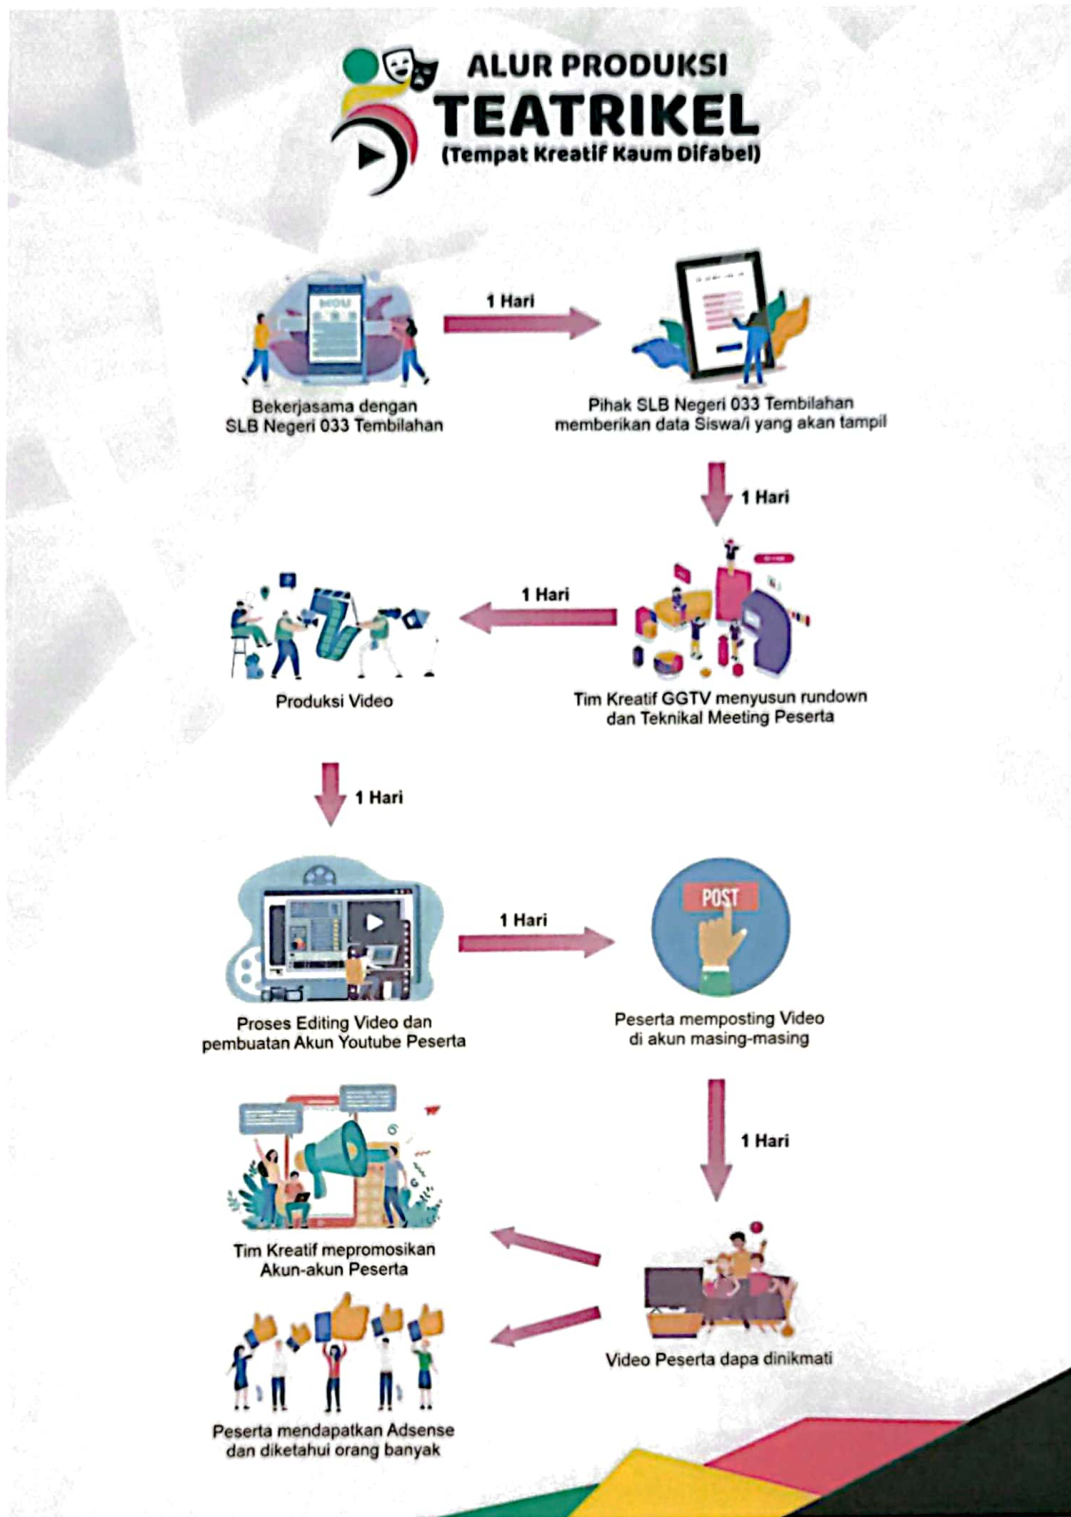 ALUR PRODUKSI
TEATRIKEL
(Tempat Kreatif Kaum Difabel)
MOU
1 Hari
Bekerjasama dengan
SLB Negeri 033 Tembilahan
Pihak SLB Negeri 033 Tembilahan
memberikan data Siswa/i yang akan tampil
1 Hari
1 Hari
Tim Kreatif GGTV menyusun rundown
dan Teknikal Meeting Peserta
Produksi Video
1 Hari
1 Hari
POST
Proses Editing Video dan
pembuatan Akun Youtube Peserta
Peserta memposting Video
di akun masing-masing
1 Hari
Tim Kreatif mepromosikan
Akun-akun Peserta
Video Peserta dapa dinikmati
Peserta mendapatkan Adsense
dan diketahui orang banyak